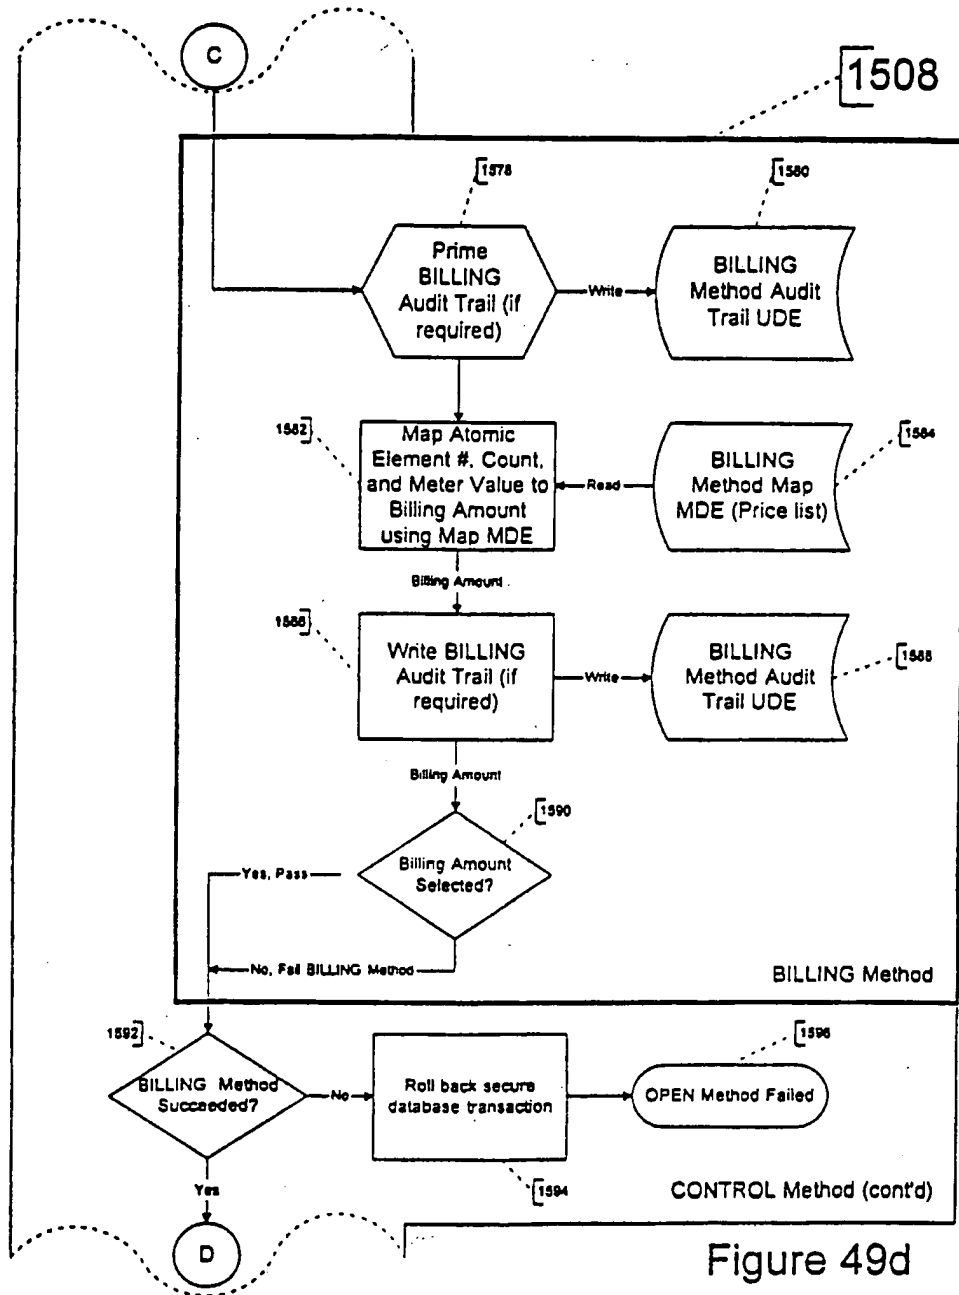 C
1508
1578
1580
Prime
BILLING
Audit Trail (if
required)
Write
BILLING
Method Audit
Trail UDE
1582
Map Atomic
Element #, Count,
and Meter Value to
Billing Amount
using Map MDE
Read
BILLING
Method Map
MDE (Price list)
1584
Billing Amount
1586
Write BILLING
Audit Trail (if
required)
Write
BILLING
Method Audit
Trail UDE
1588
Billing Amount
1590
Billing Amount
Selected?
Yes, Pass
No, Fail BILLING Method
BILLING Method
1592
BILLING Method
Succeeded?
No
Roll back secure
database transaction
1596
OPEN Method Failed
1594
Yes
CONTROL Method (cont'd)
D
Figure 49d